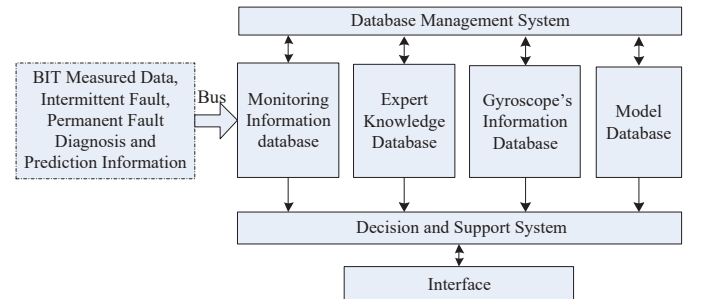 Database Management System
BIT Measured Data,
Intermittent Fault,
Permanent Fault
Diagnosis and
Prediction Information
Bus
Monitoring
Information
database
Expert
Knowledge
Database
Gyroscope's
Information
Database
Model
Database
Decision and Support System
Interface